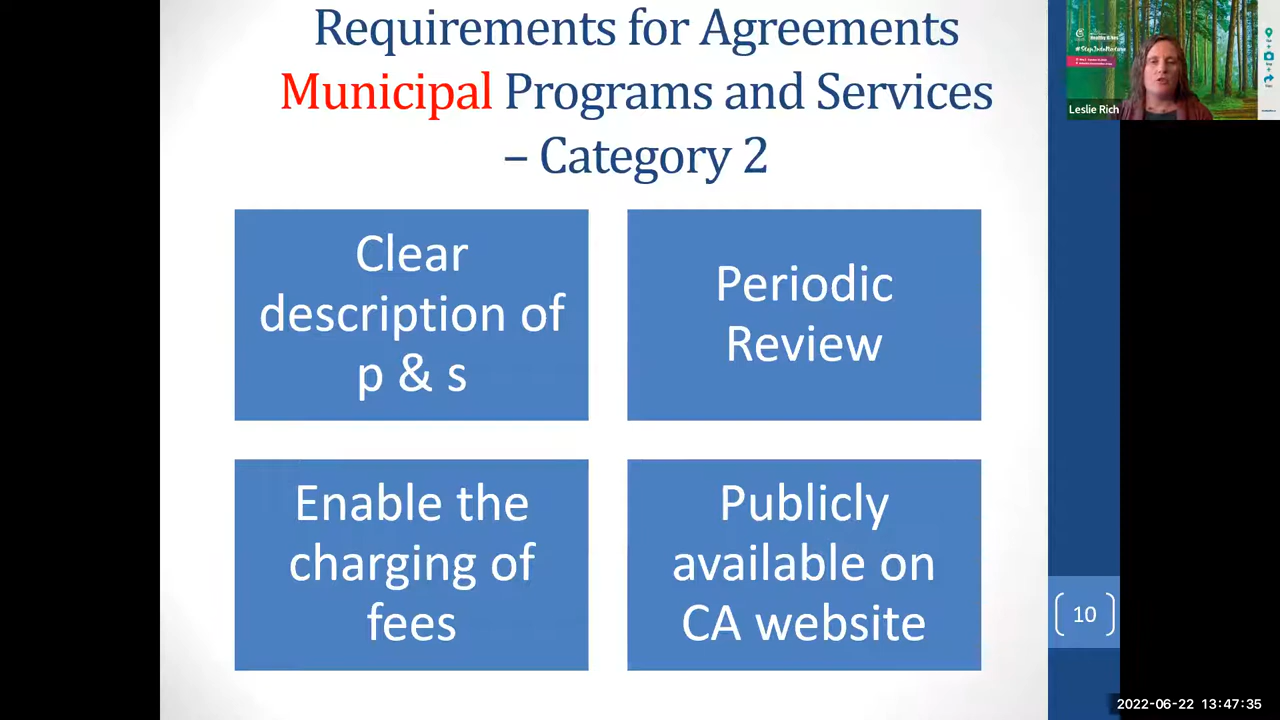 Requirements for Agreements
Municipal Programs and Services
– Category 2
Clear
description of
p & s
Periodic
Review
Enable the
charging of
fees
Publicly
available on
CA website
10
Leslie Rich
2022-06-22 13:47:35